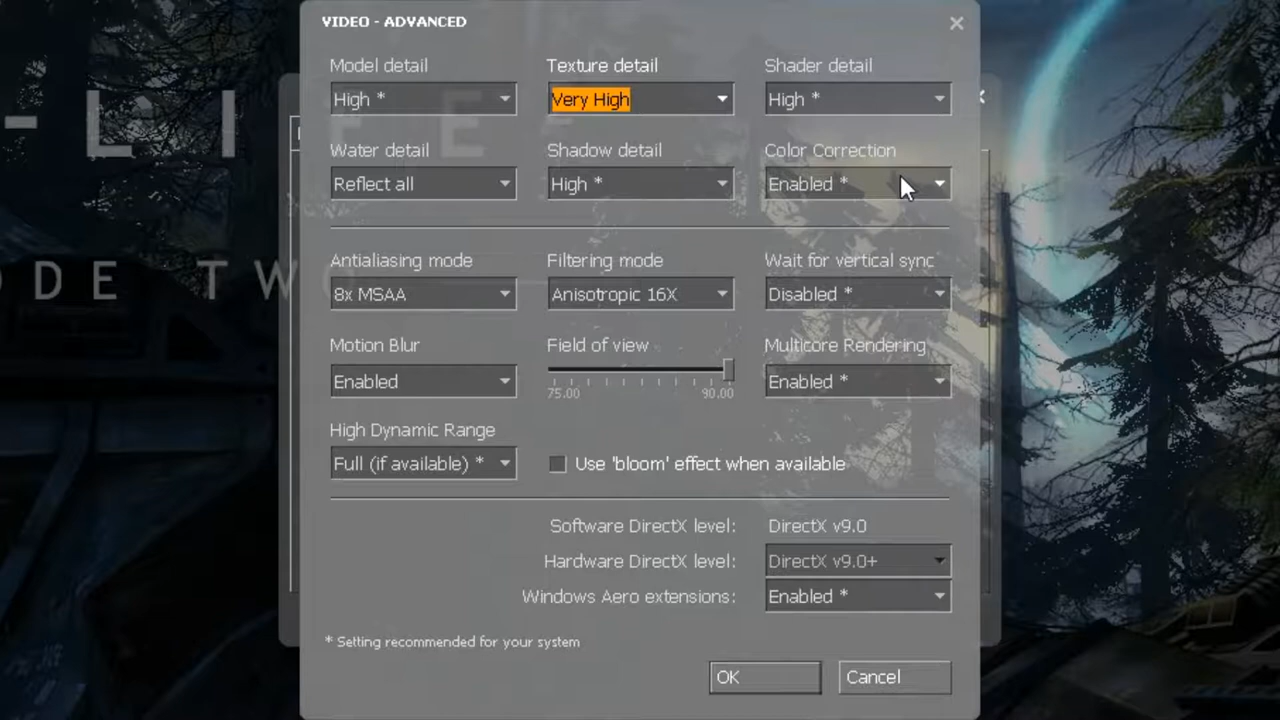 VIDEO - ADVANCED
Model detail Texture detail Shader detail
High * Very High High *
Water detail Shadow detail Color Correction
Reflect all High * Enabled *
Antialiasing mode Filtering mode Wait for vertical sync
8x MSAA Anisotropic 16X Disabled *
Motion Blur Field of view Multicore Rendering
Enabled 75.00 90.00 Enabled *
High Dynamic Range
Full (if available) * Use 'bloom' effect when available
Software DirectX level: DirectX v9.0
Hardware DirectX level: DirectX v9.0+
Windows Aero extensions: Enabled *
* Setting recommended for your system
OK Cancel
-LIFE
ODE TWO